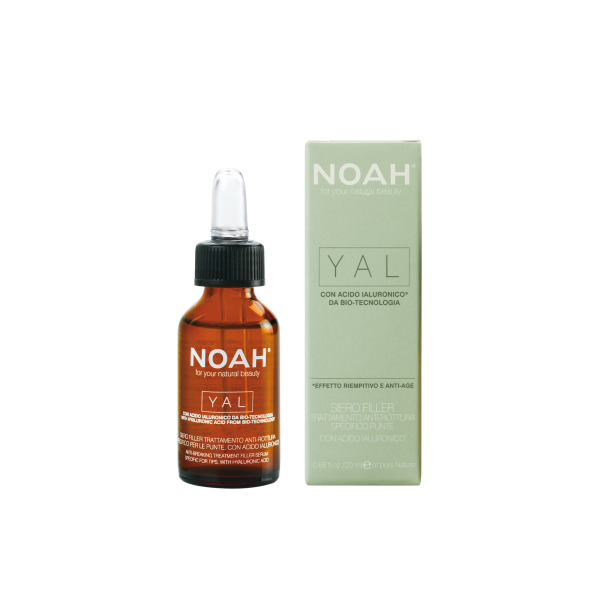 NOAH®
for your natural beauty
YAL
CON ACIDO IALURONICO DA BIO-TECNOLOGIA
WITH HYALURONIC ACID FROM BIO-TECHNOLOGY
SIERO FILLER TRATTAMENTO ANTI-ROTTURA
SPECIFICO PER LE PUNTE, CON ACIDO IALURONICO
ANTI-BREAKING TREATMENT FILLER SERUM
SPECIFIC FOR TIPS, WITH HYALURONIC ACID
NOAH®
for your natural beauty
YAL
CON ACIDO IALURONICO*
DA BIO-TECNOLOGIA
*EFFETTO RIEMPITIVO E ANTI-AGE
SIERO FILLER
TRATTAMENTO ANTI-ROTTURA
SPECIFICO PUNTE
CON ACIDO IALURONICO
20 ml ℮